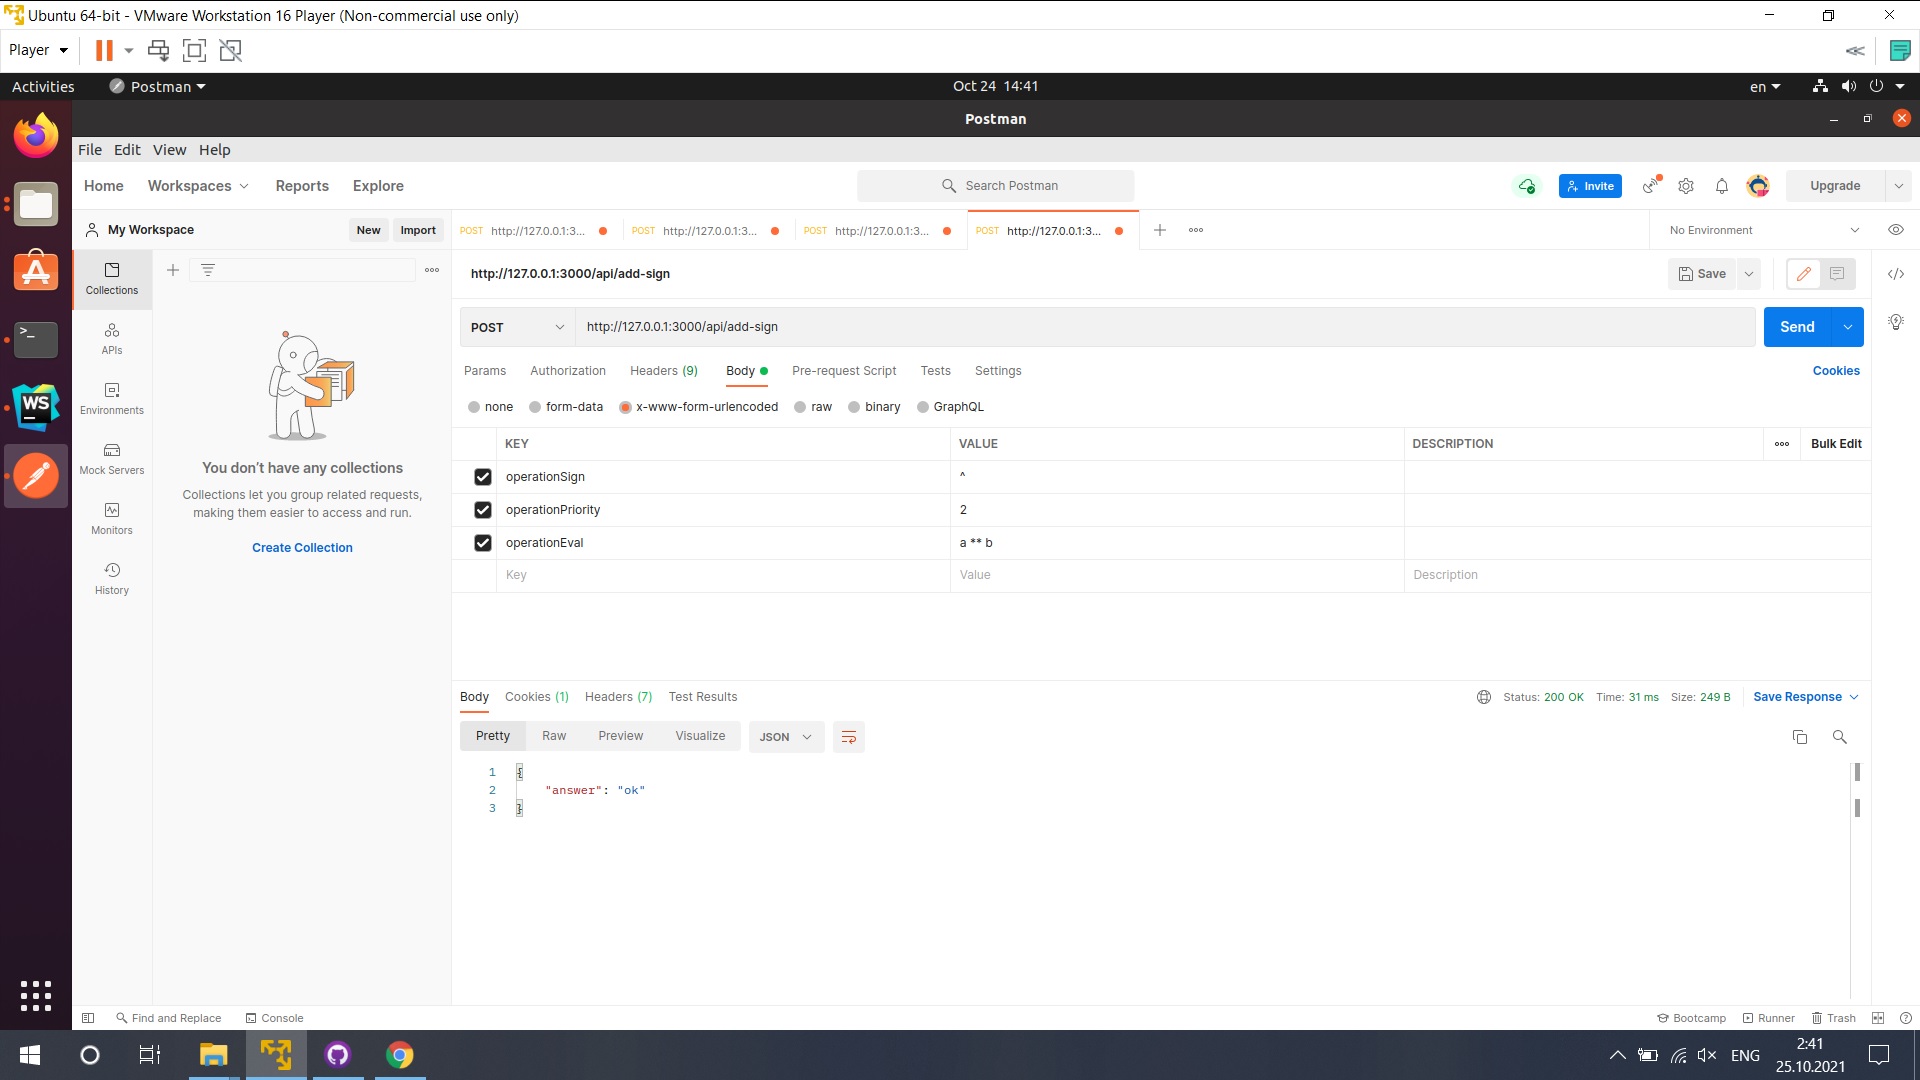 Ubuntu 64-bit - VMware Workstation 16 Player (Non-commercial use only)
Player
Activities Postman Oct 24 14:41 en
Postman
File Edit View Help
Home Workspaces Reports Explore Search Postman Invite Upgrade
My Workspace New Import POST http://127.0.0.1:3... POST http://127.0.0.1:3... POST http://127.0.0.1:3... POST http://127.0.0.1:3... No Environment
http://127.0.0.1:3000/api/add-sign Save
Collections
APIs
Environments
Mock Servers
Monitors
History
You don't have any collections
Collections let you group related requests,
making them easier to access and run.
Create Collection
POST http://127.0.0.1:3000/api/add-sign Send
Params Authorization Headers (9) Body Pre-request Script Tests Settings Cookies
none form-data x-www-form-urlencoded raw binary GraphQL
KEY VALUE DESCRIPTION Bulk Edit
operationSign ^
operationPriority 2
operationEval a ** b
Key Value Description
Body Cookies (1) Headers (7) Test Results Status: 200 OK Time: 31 ms Size: 249 B Save Response
Pretty Raw Preview Visualize JSON
1 {
2 "answer": "ok"
3 }
Find and Replace Console Bootcamp Runner Trash
WS
ENG 2:41
25.10.2021